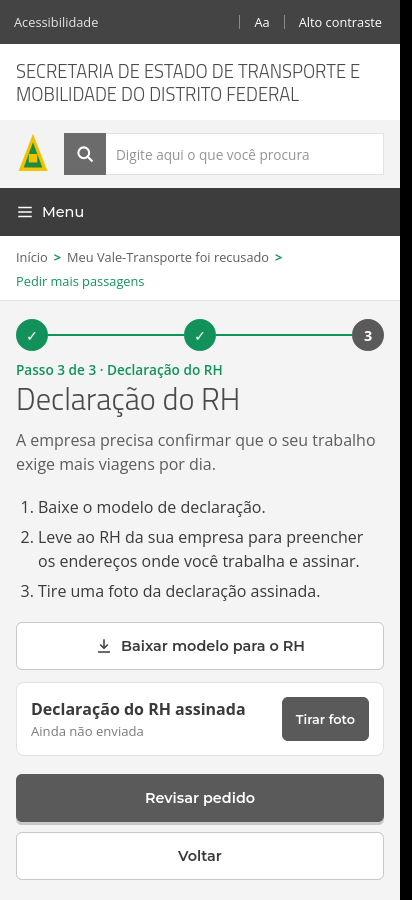 Acessibilidade
Aa
Alto contraste
SECRETARIA DE ESTADO DE TRANSPORTE E
MOBILIDADE DO DISTRITO FEDERAL
Digite aqui o que você procura
Menu
Início > Meu Vale-Transporte foi recusado >
Pedir mais passagens
✓ ✓ 3
Passo 3 de 3 · Declaração do RH
Declaração do RH
A empresa precisa confirmar que o seu trabalho
exige mais viagens por dia.
1. Baixe o modelo de declaração.
2. Leve ao RH da sua empresa para preencher
os endereços onde você trabalha e assinar.
3. Tire uma foto da declaração assinada.
Baixar modelo para o RH
Declaração do RH assinada
Ainda não enviada
Tirar foto
Revisar pedido
Voltar